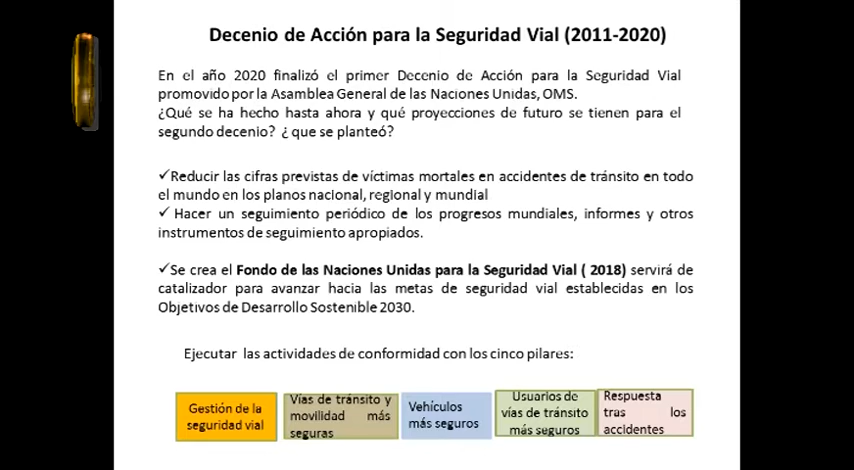 Decenio de Acción para la Seguridad Vial (2011-2020)
En el año 2020 finalizó el primer Decenio de Acción para la Seguridad Vial
promovido por la Asamblea General de las Naciones Unidas, OMS.
¿Qué se ha hecho hasta ahora y qué proyecciones de futuro se tienen para el
segundo decenio? ¿ que se planteó?
✓Reducir las cifras previstas de víctimas mortales en accidentes de tránsito en todo
el mundo en los planos nacional, regional y mundial
✓ Hacer un seguimiento periódico de los progresos mundiales, informes y otros
instrumentos de seguimiento apropiados.
✓Se crea el Fondo de las Naciones Unidas para la Seguridad Vial ( 2018) servirá de
catalizador para avanzar hacia las metas de seguridad vial establecidas en los
Objetivos de Desarrollo Sostenible 2030.
Ejecutar las actividades de conformidad con los cinco pilares:
Gestión de la
seguridad vial
Vías de tránsito y
movilidad más
seguras
Vehículos
más seguros
Usuarios de
vías de tránsito
más seguros
Respuesta
tras los
accidentes